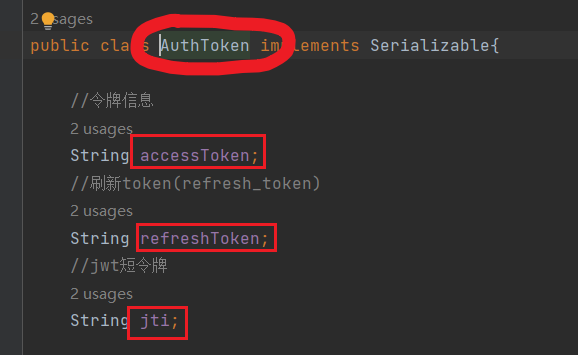 2 usages
public class AuthToken implements Serializable{
//令牌信息
2 usages
String accessToken;
//刷新token(refresh_token)
2 usages
String refreshToken;
//jwt短令牌
2 usages
String jti;